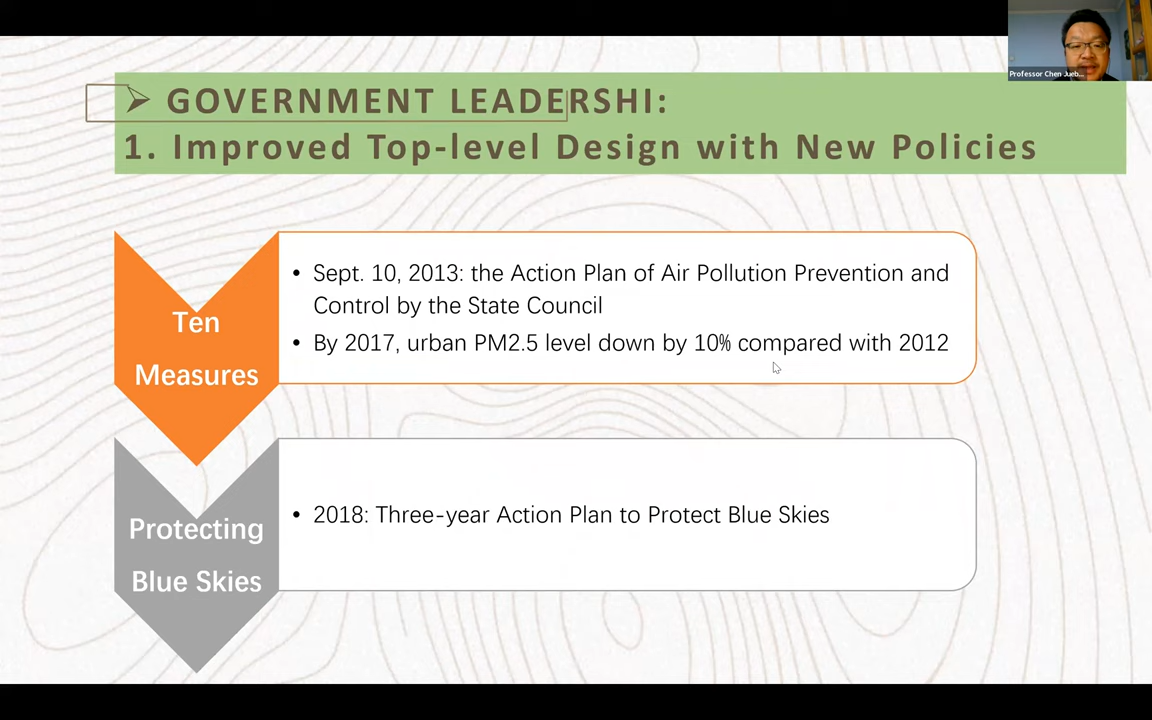 Professor Chen Jueb...
➢ GOVERNMENT LEADERSHI:
1. Improved Top-level Design with New Policies
Ten
Measures
• Sept. 10, 2013: the Action Plan of Air Pollution Prevention and
Control by the State Council
• By 2017, urban PM2.5 level down by 10% compared with 2012
Protecting
Blue Skies
• 2018: Three-year Action Plan to Protect Blue Skies